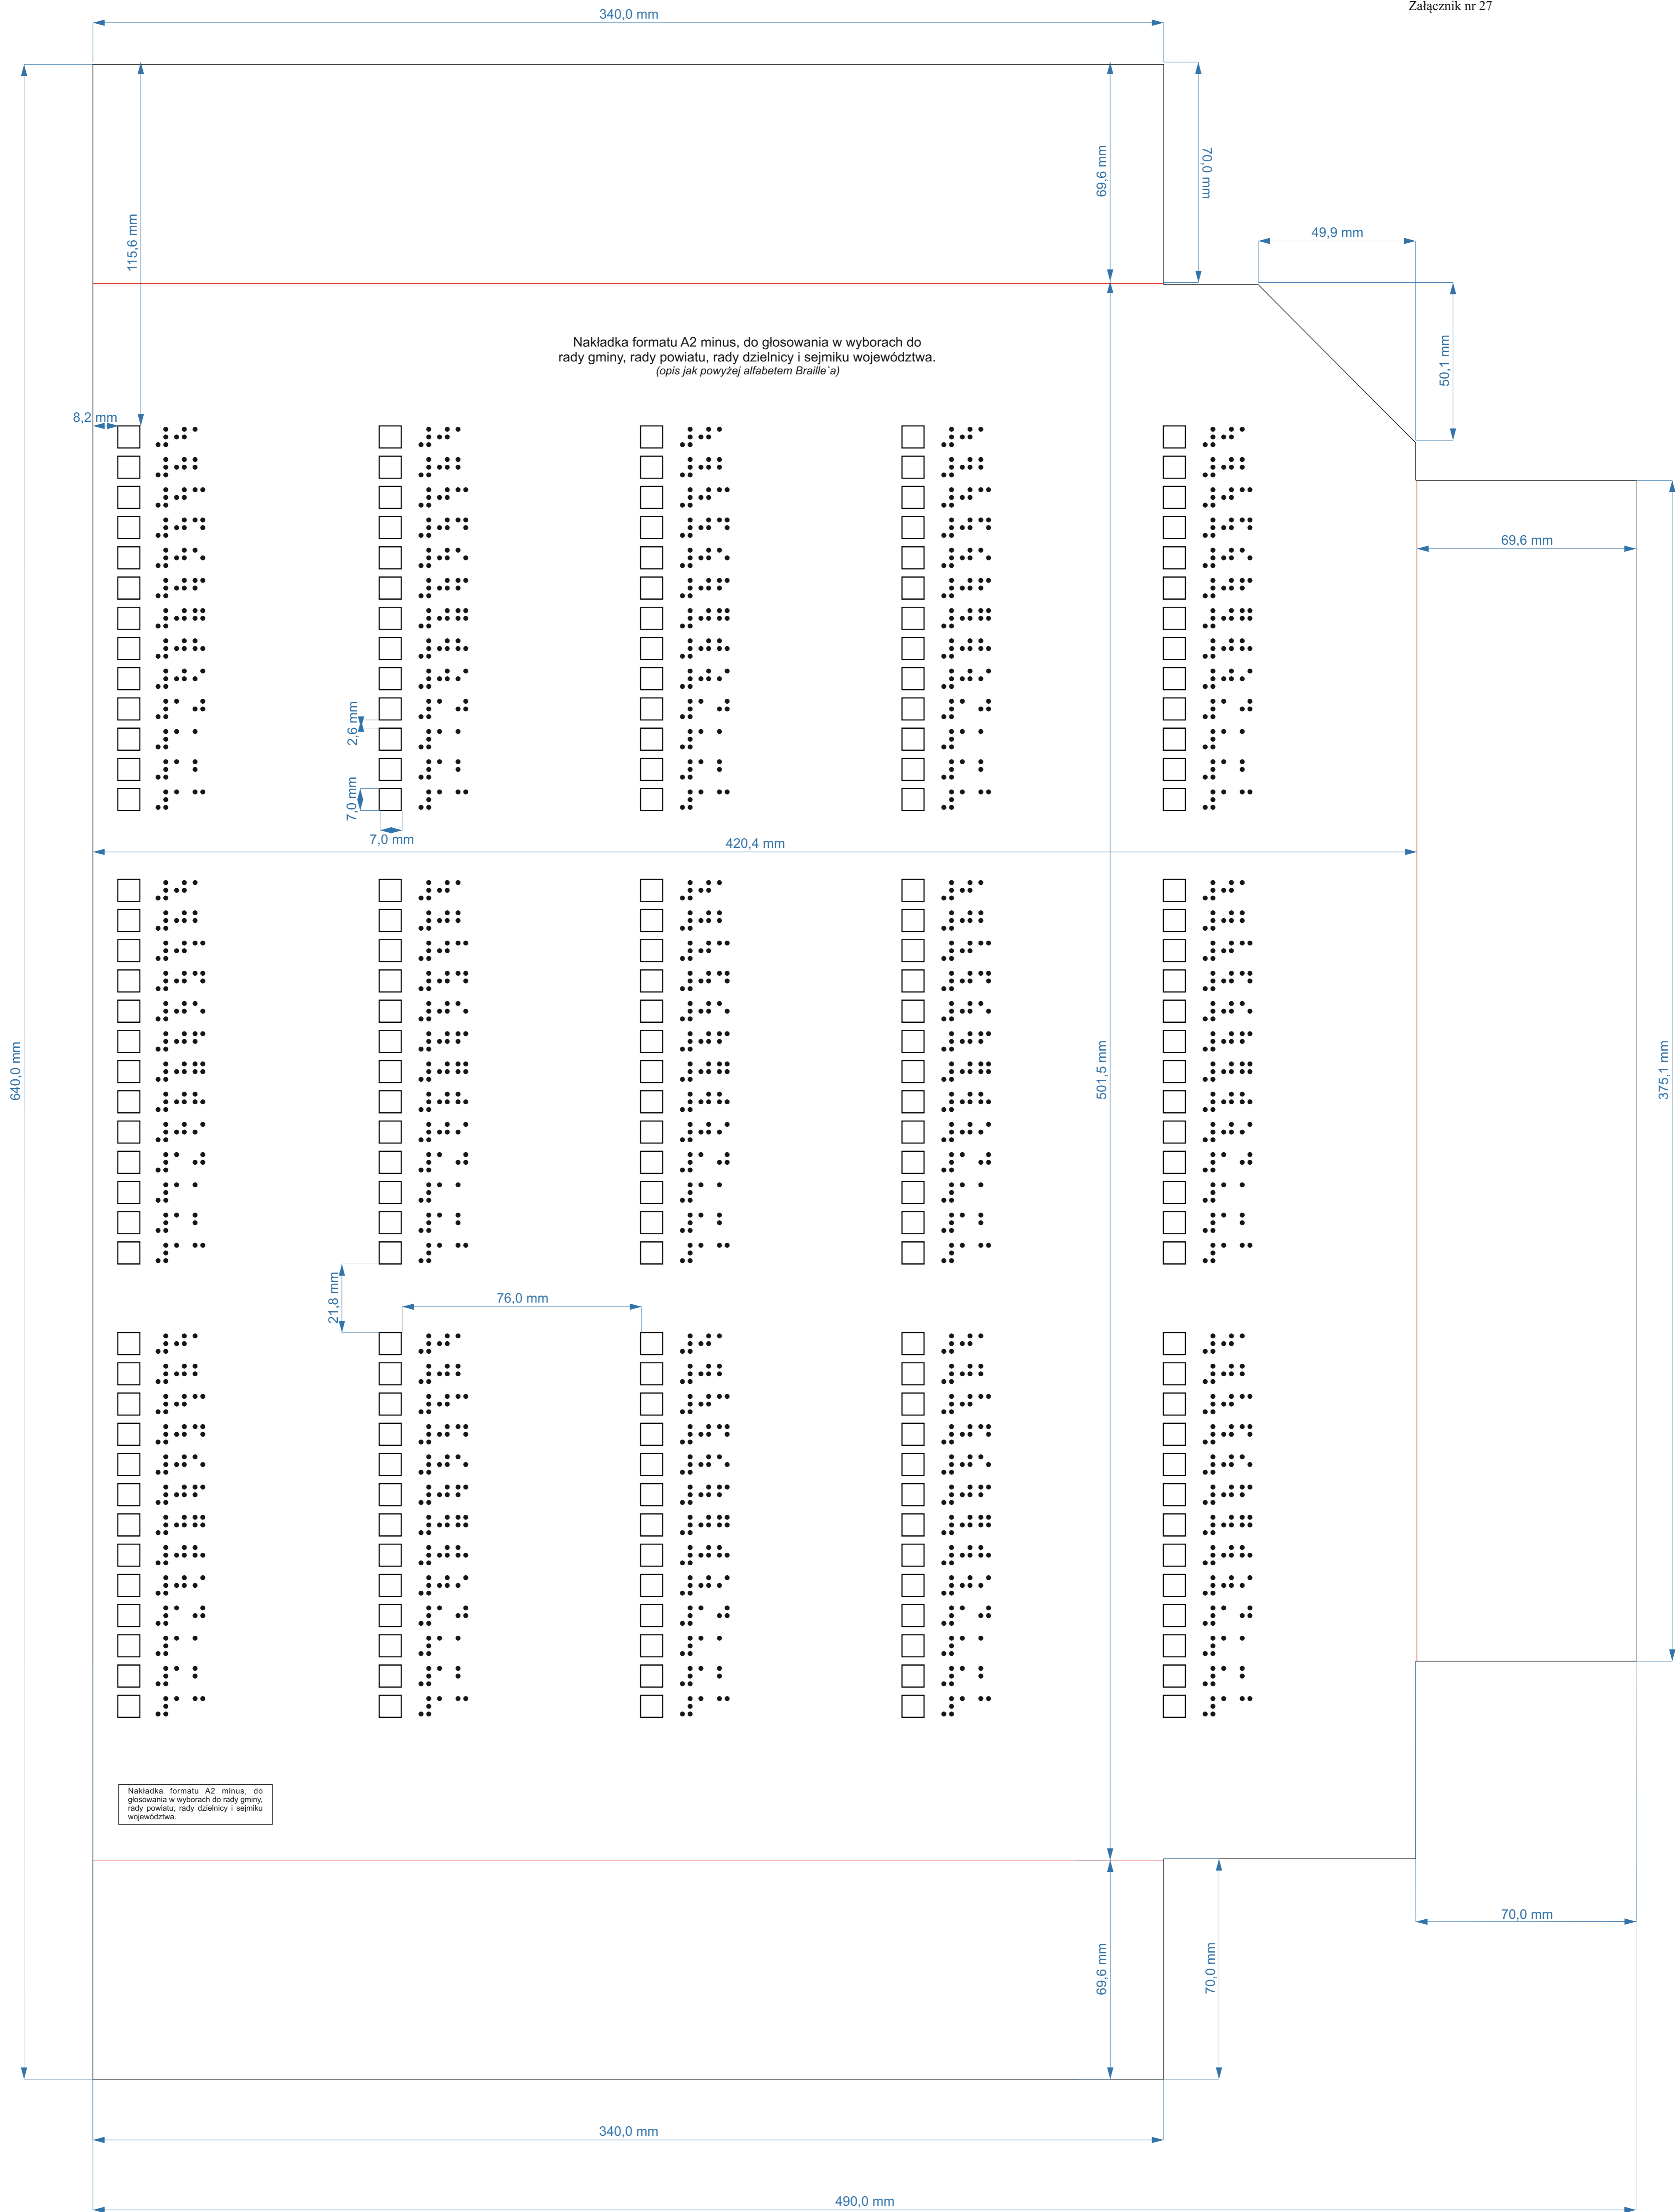 Załącznik nr 27
340,0 mm
69,6 mm
70,0 mm
115,6 mm
49,9 mm
50,1 mm
Nakładka formatu A2 minus, do głosowania w wyborach do
rady gminy, rady powiatu, rady dzielnicy i sejmiku województwa.
(opis jak powyżej alfabetem Braille`a)
8,2 mm
69,6 mm
2,6 mm
7,0 mm
7,0 mm
420,4 mm
640,0 mm
501,5 mm
375,1 mm
21,8 mm
76,0 mm
Nakładka formatu A2 minus, do
głosowania w wyborach do rady gminy,
rady powiatu, rady dzielnicy i sejmiku
województwa.
70,0 mm
69,6 mm
70,0 mm
340,0 mm
490,0 mm